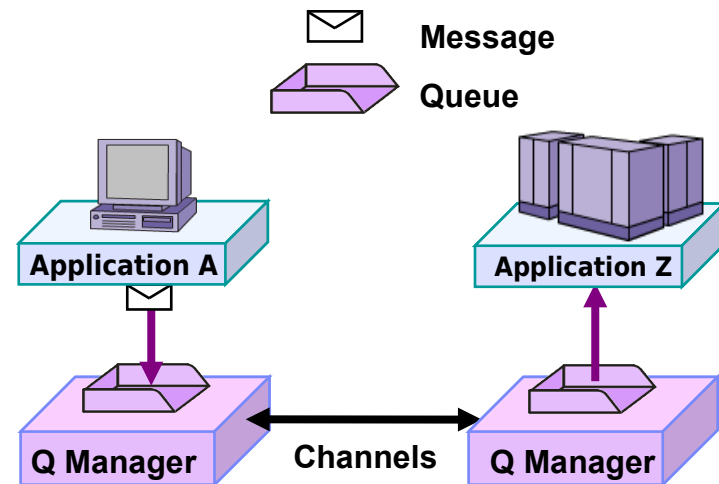 Message
Queue
Application A
Application Z
Q Manager
Channels
Q Manager